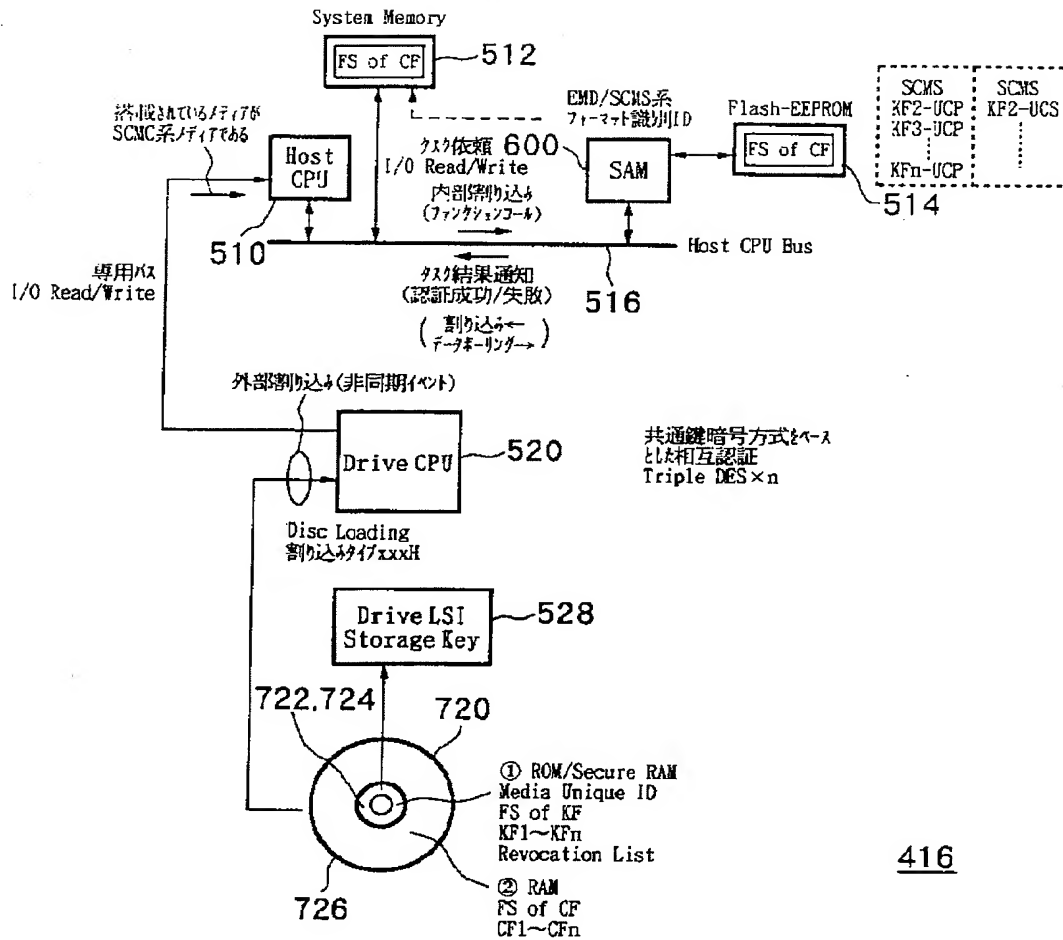 System Memory
FS of CF
512
搭載されているメディアが
SCMC系メディアである
Host
CPU
510
タスク依頼
I/O Read/Write
内部割り込み
(ファンクションコール)
EMD/SCMS系
フォーマット識別ID
600
SAM
Flash-EEPROM
FS of CF
514
SCMS
KF2-UCP
KF3-UCP
KFn-UCP
SCMS
KF2-UCS
Host CPU Bus
516
タスク結果通知
(認証成功/失敗)
(割り込み←
データポーリング→)
専用バス
I/O Read/Write
外部割り込み(非同期イベント)
Drive CPU
520
共通鍵暗号方式をベース
とした相互認証
Triple DES×n
Disc Loading
割り込みタイプxxxH
Drive LSI
Storage Key
528
722,724
720
① ROM/Secure RAM
Media Unique ID
FS of KF
KF1～KFn
Revocation List
② RAM
FS of CF
CF1～CFn
726
416